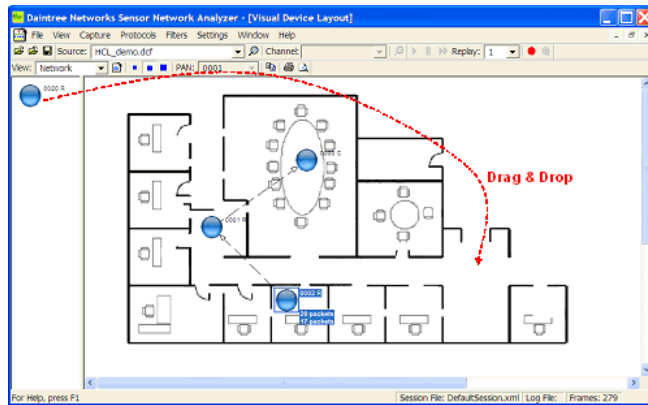 Daintree Networks Sensor Network Analyzer - [Visual Device Layout]
File View Capture Protocols Filters Settings Window Help
Source: HCL_demo.dcf Channel: Replay: 1
View: Network PAN: 0001
0020 R
Drag & Drop
0001 R
0002 R
20 packets
17 packets
For Help, press F1 Session File: DefaultSession.xml Log File: Frames: 279